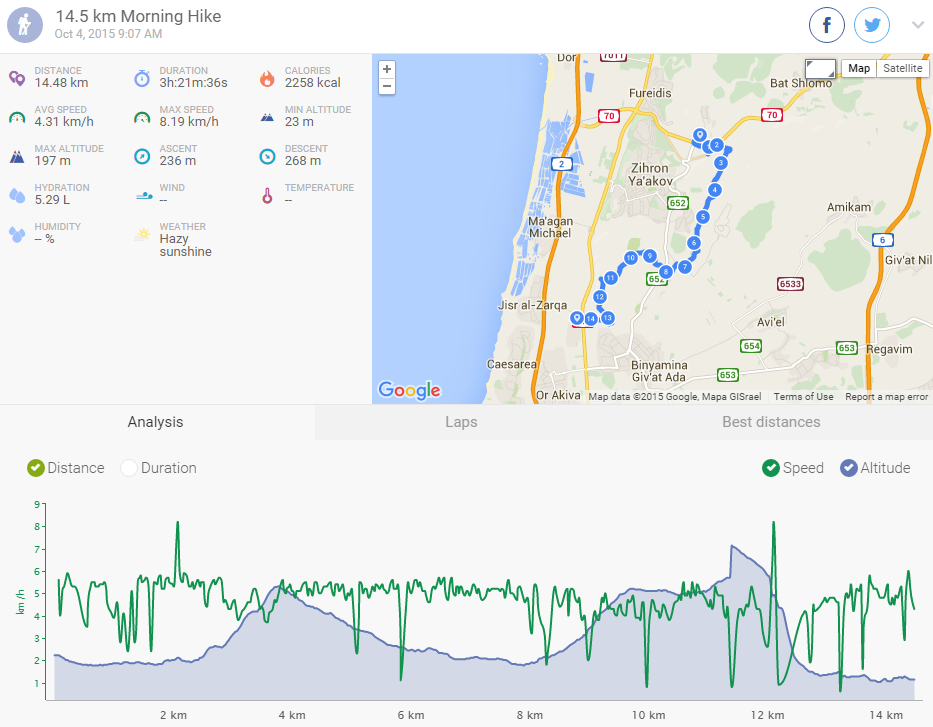 14.5 km Morning Hike
Oct 4, 2015 9:07 AM
f
DISTANCE
14.48 km
DURATION
3h:21m:36s
CALORIES
2258 kcal
AVG SPEED
4.31 km/h
MAX SPEED
8.19 km/h
MIN ALTITUDE
23 m
MAX ALTITUDE
197 m
ASCENT
236 m
DESCENT
268 m
HYDRATION
5.29 L
WIND
--
TEMPERATURE
--
HUMIDITY
-- %
WEATHER
Hazy
sunshine
+
−
Map
Satellite
Dor
7011
Bat Shlomo
Fureidis
70
70
2
2
3
Zihron
Ya'akov
4
652
5
Amikam
Ma'agan
Michael
6
6
9
10
7
8
Giv'at Nil
652
11
6533
12
Jisr al-Zarqa
14
13
Avi'el
654
653
Regavim
Caesarea
Binyamina
Giv'at Ada
653
Google
Or Akiva
Map data ©2015 Google, Mapa GISrael
Terms of Use
Report a map error
Analysis
Laps
Best distances
Distance
Duration
Speed
Altitude
9
8
7
6
5
4
3
2
1
km/h
2 km
4 km
6 km
8 km
10 km
12 km
14 km